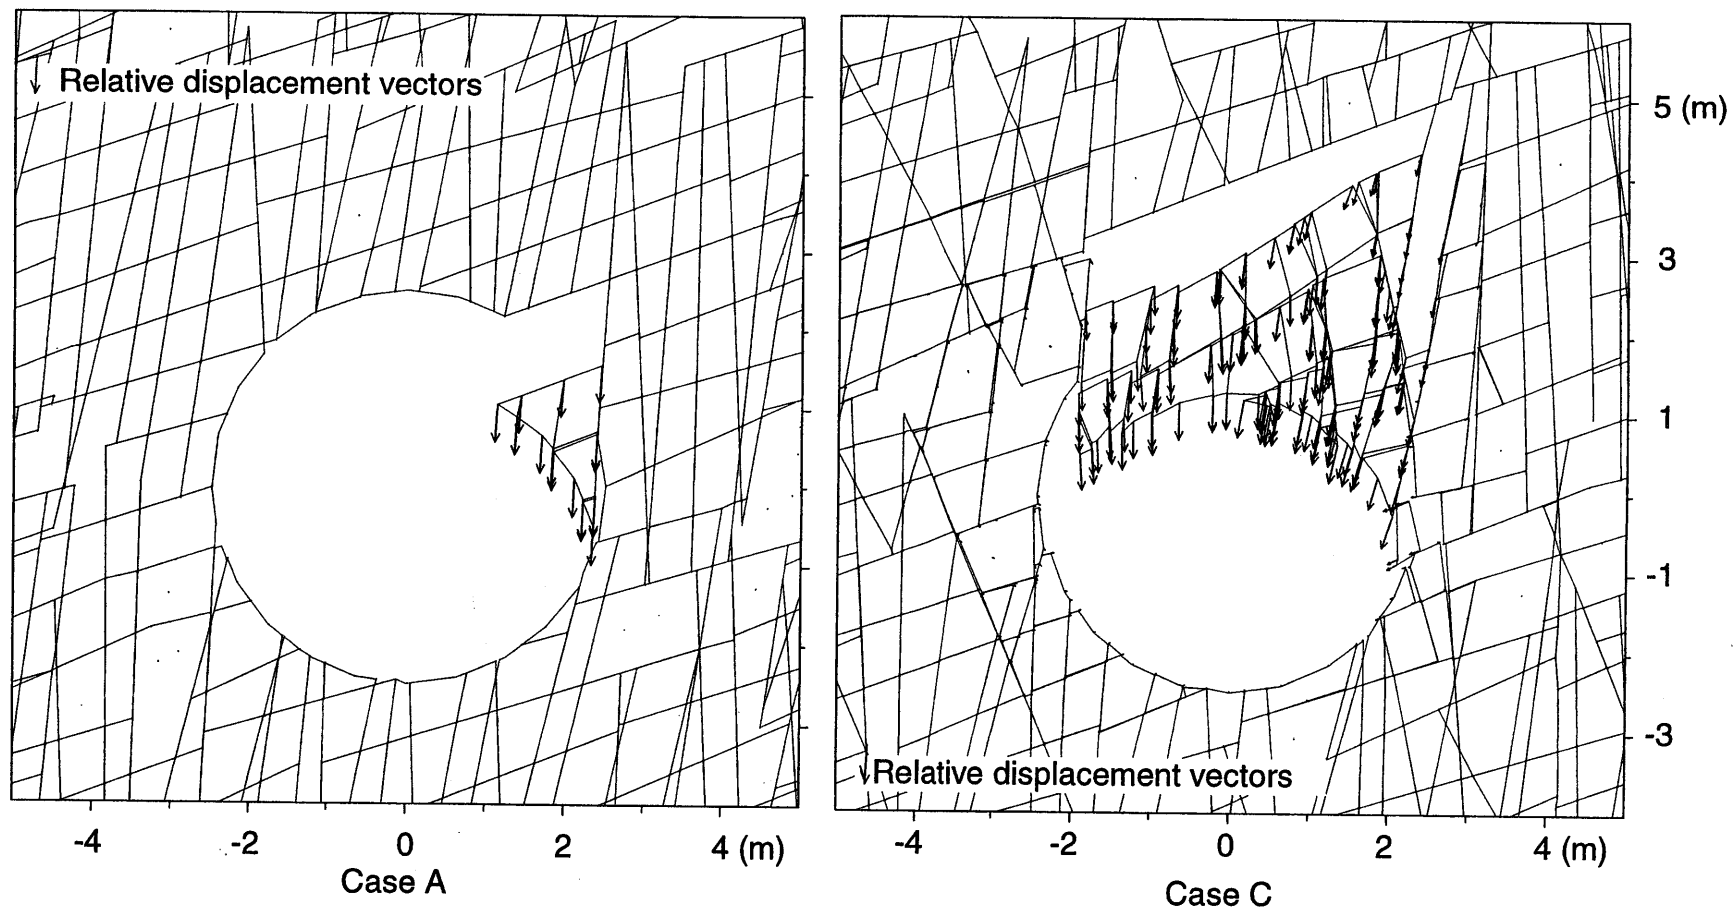 Relative displacement vectors
5 (m)
3
1
-1
-3
Relative displacement vectors
-4
-2
0
2
4 (m)
-4
-2
0
2
4 (m)
Case A
Case C